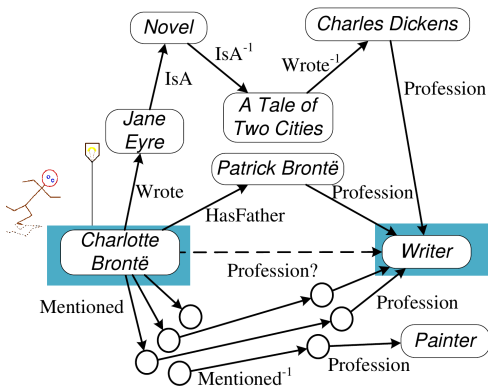 Novel
Charles Dickens
IsA⁻¹
IsA
Wrote⁻¹
Profession
A Tale of
Two Cities
Jane
Eyre
Patrick Brontë
Wrote
Profession
HasFather
Charlotte
Brontë
Writer
Profession?
Mentioned
Profession
Painter
Profession
Mentioned⁻¹